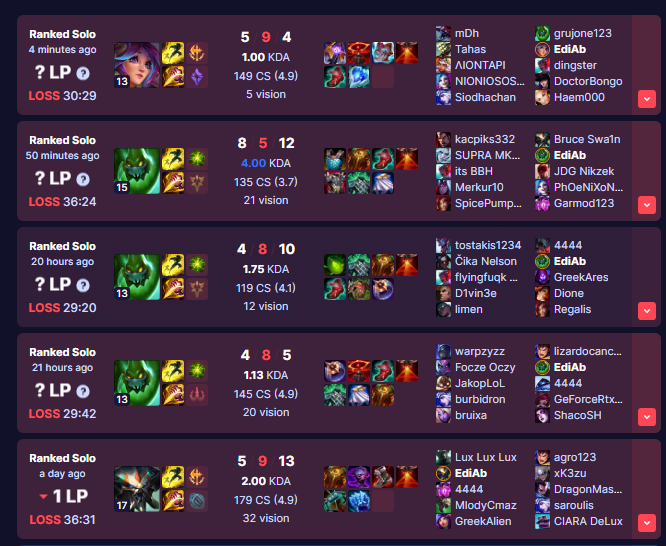 Ranked Solo
4 minutes ago
? LP ?
LOSS 30:29
13
5 9 4
1.00 KDA
149 CS (4.9)
5 vision
mDh
Tahas
ΛIONTAPI
NIONIOSOS...
Siodhachan
grujone123
EdiAb
dingster
DoctorBongo
Haem000
Ranked Solo
50 minutes ago
? LP ?
LOSS 36:24
15
8 5 12
4.00 KDA
135 CS (3.7)
21 vision
kacpiks332
SUPRA MK...
its BBH
Merkur10
SpicePump...
Bruce Swa1n
EdiAb
JDG Nikzek
PhOeNiXoN...
Garmod123
Ranked Solo
20 hours ago
? LP ?
LOSS 29:20
13
4 8 10
1.75 KDA
119 CS (4.1)
12 vision
tostakis1234
Čika Nelson
flyingfuqk ...
D1vin3e
limen
4444
EdiAb
GreekAres
Dione
Regalis
Ranked Solo
21 hours ago
? LP ?
LOSS 29:42
13
4 8 5
1.13 KDA
145 CS (4.9)
20 vision
warpzyzz
Focze Oczy
JakopLoL
burbidron
bruixa
lizardocanc...
EdiAb
4444
GeForceRtx...
ShacoSH
Ranked Solo
a day ago
1 LP
LOSS 36:31
17
5 9 13
2.00 KDA
179 CS (4.9)
32 vision
Lux Lux Lux
EdiAb
4444
MlodyCmaz
GreekAlien
agro123
xK3zu
DragonMas...
saroulis
CIARA DeLux